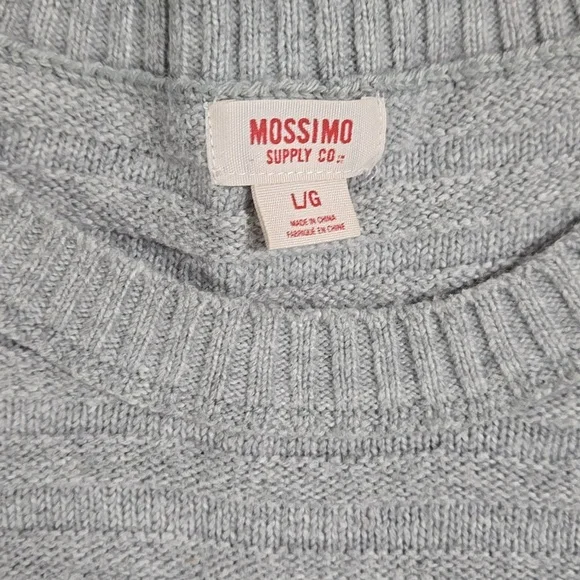 MOSSIMO
SUPPLY CO.
L/G
MADE IN CHINA
FABRIQUÉ EN CHINE